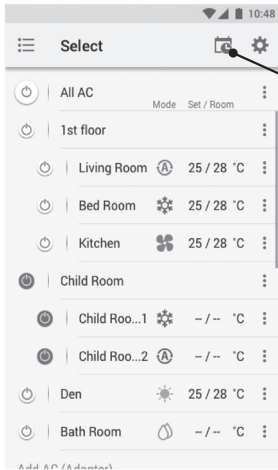 10:48
Select
All AC
Mode Set / Room
1st floor
Living Room A 25 / 28 °C
Bed Room 25 / 28 °C
Kitchen 25 / 28 °C
Child Room
Child Roo...1 -- / -- °C
Child Roo...2 A -- / -- °C
Den 25 / 28 °C
Bath Room -- / -- °C
Add AC (Adapter)